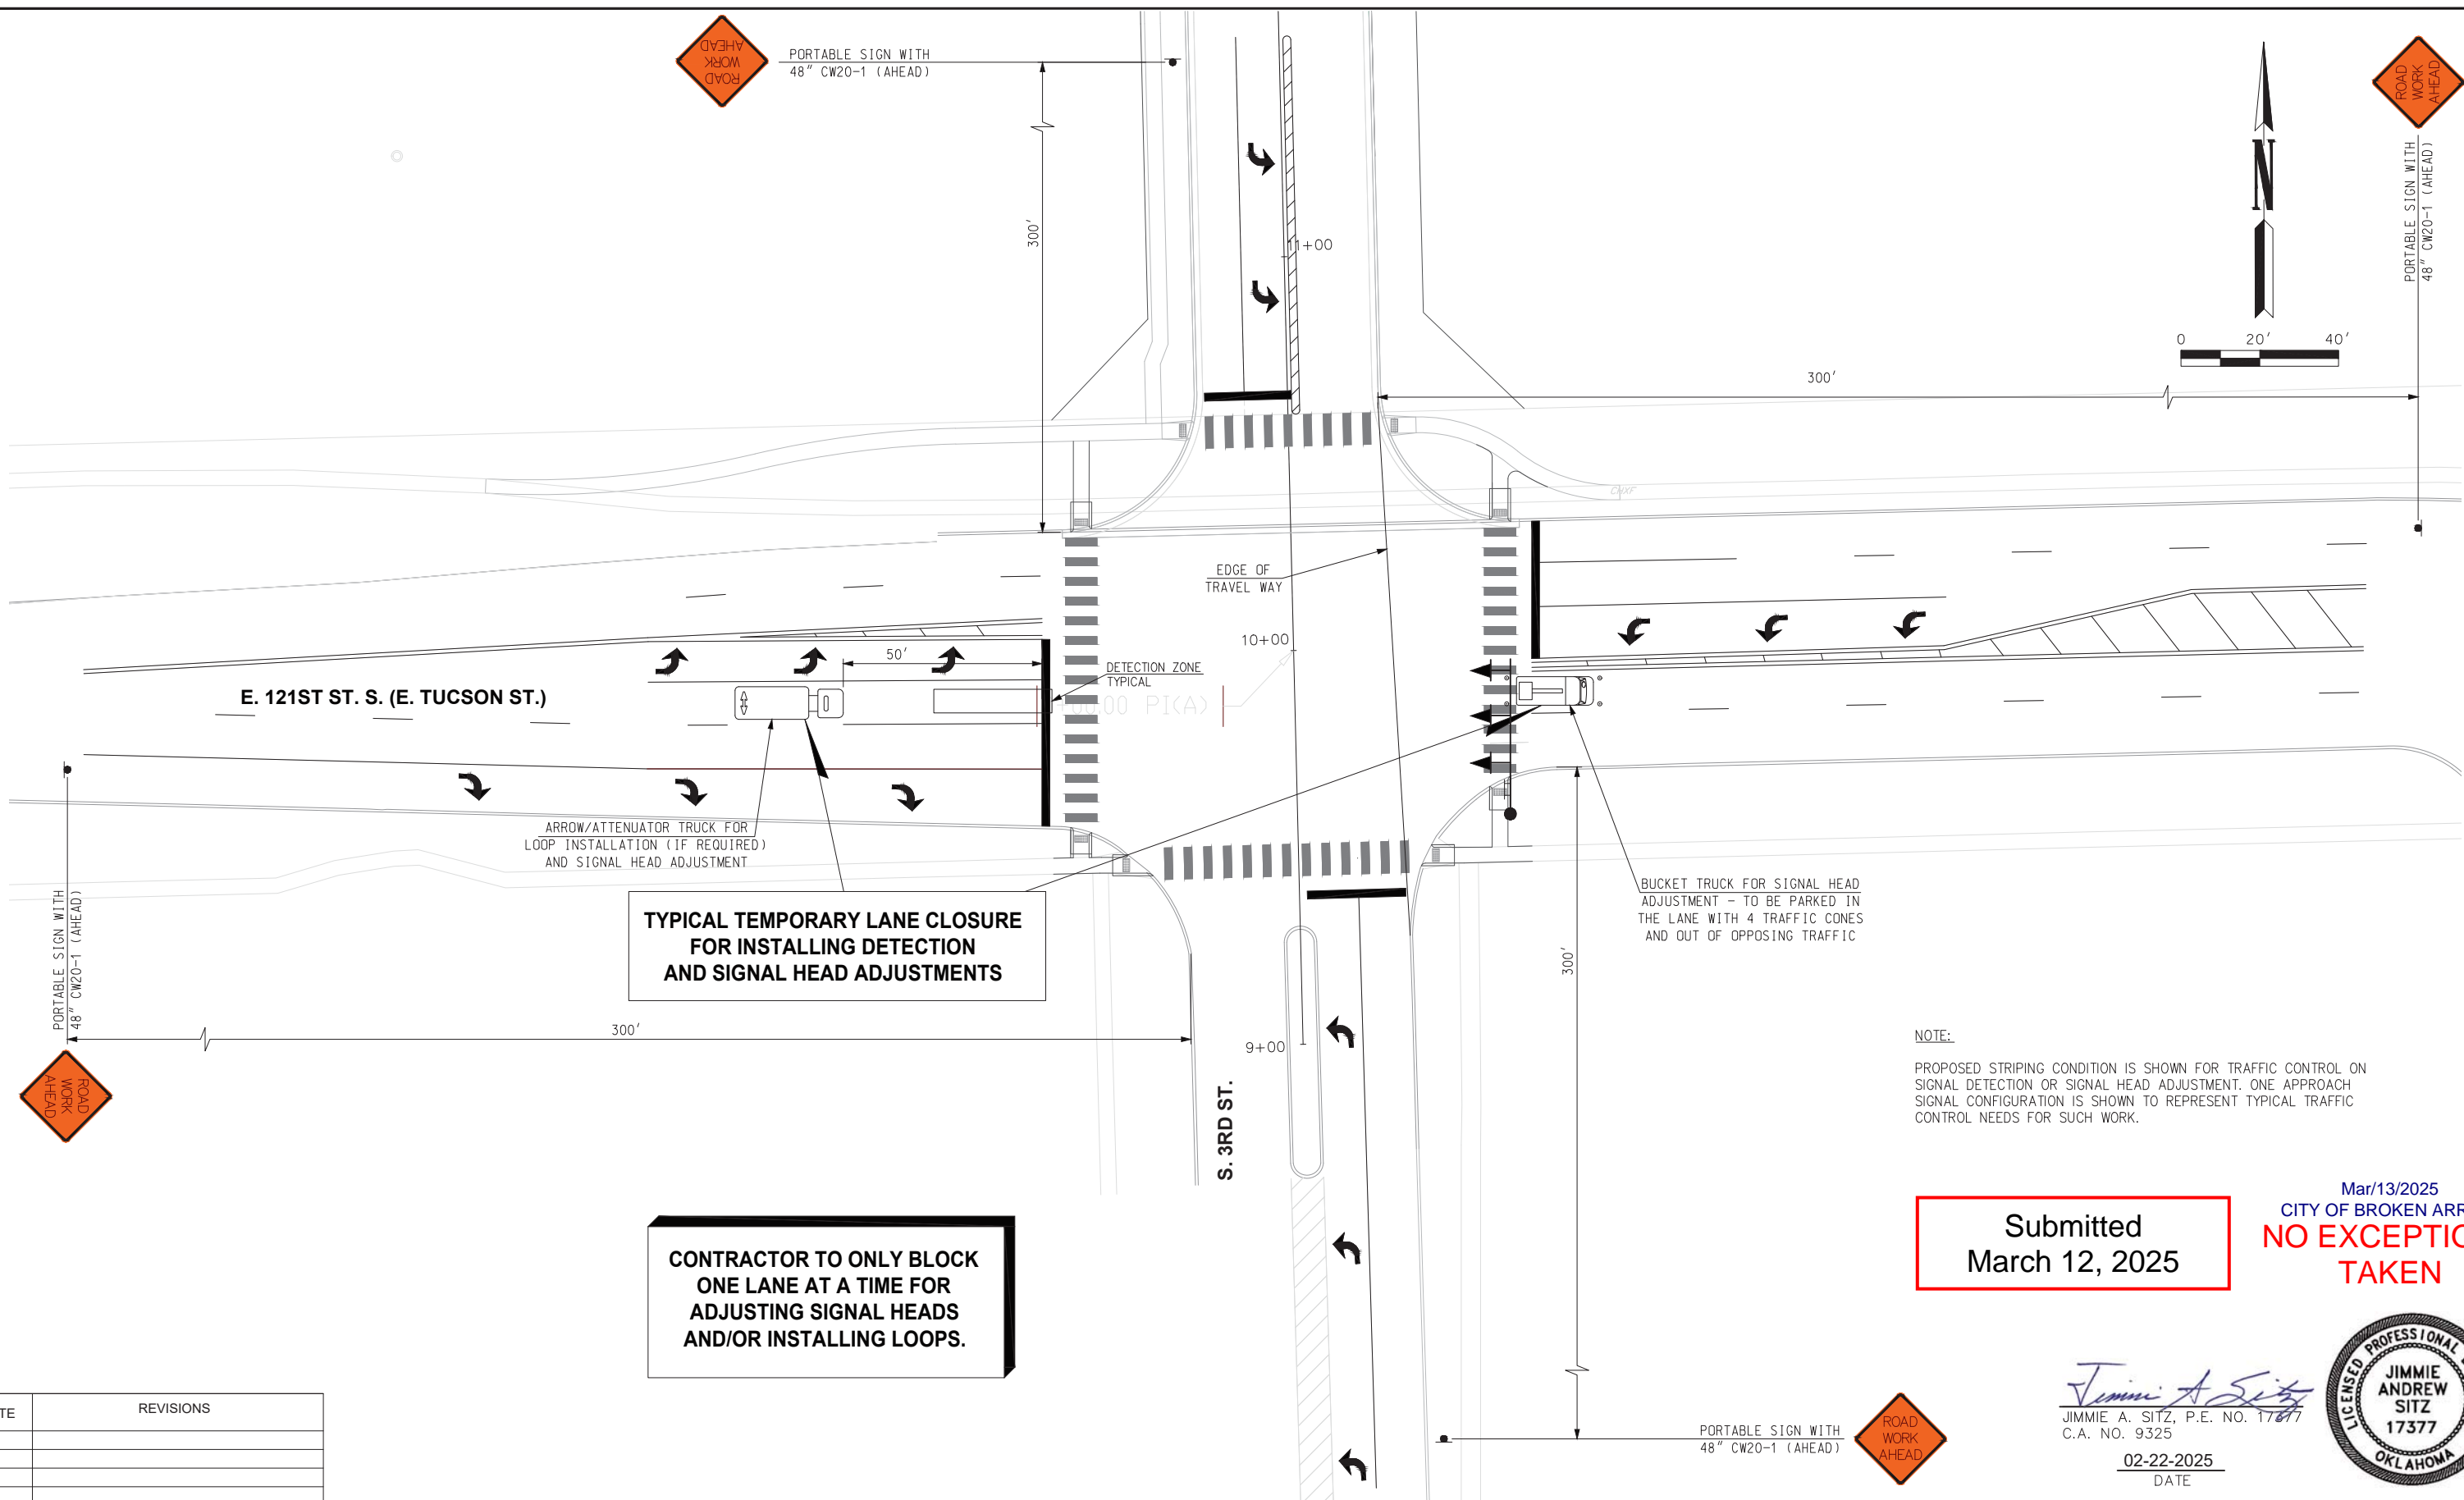 ROAD
WORK
AHEAD
PORTABLE SIGN WITH
48" CW20-1 (AHEAD)
300'
11+00
N
0 20' 40'
ROAD
WORK
AHEAD
PORTABLE SIGN WITH
48" CW20-1 (AHEAD)
300'
EDGE OF
TRAVEL WAY
10+00
50'
DETECTION ZONE
TYPICAL
PI(A)
E. 121ST ST. S. (E. TUCSON ST.)
ARROW/ATTENUATOR TRUCK FOR
LOOP INSTALLATION (IF REQUIRED)
AND SIGNAL HEAD ADJUSTMENT
TYPICAL TEMPORARY LANE CLOSURE
FOR INSTALLING DETECTION
AND SIGNAL HEAD ADJUSTMENTS
BUCKET TRUCK FOR SIGNAL HEAD
ADJUSTMENT - TO BE PARKED IN
THE LANE WITH 4 TRAFFIC CONES
AND OUT OF OPPOSING TRAFFIC
PORTABLE SIGN WITH
48" CW20-1 (AHEAD)
300'
ROAD
WORK
AHEAD
9+00
S. 3RD ST.
300'
NOTE:
PROPOSED STRIPING CONDITION IS SHOWN FOR TRAFFIC CONTROL ON
SIGNAL DETECTION OR SIGNAL HEAD ADJUSTMENT. ONE APPROACH
SIGNAL CONFIGURATION IS SHOWN TO REPRESENT TYPICAL TRAFFIC
CONTROL NEEDS FOR SUCH WORK.
CONTRACTOR TO ONLY BLOCK
ONE LANE AT A TIME FOR
ADJUSTING SIGNAL HEADS
AND/OR INSTALLING LOOPS.
Submitted
March 12, 2025
Mar/13/2025
CITY OF BROKEN ARR
NO EXCEPTIO
TAKEN
PORTABLE SIGN WITH
48" CW20-1 (AHEAD)
ROAD
WORK
AHEAD
Jimmie A Sitz
JIMMIE A. SITZ, P.E. NO. 17377
C.A. NO. 9325
02-22-2025
DATE
LICENSED PROFESSIONAL
JIMMIE
ANDREW
SITZ
17377
OKLAHOMA
TE
REVISIONS